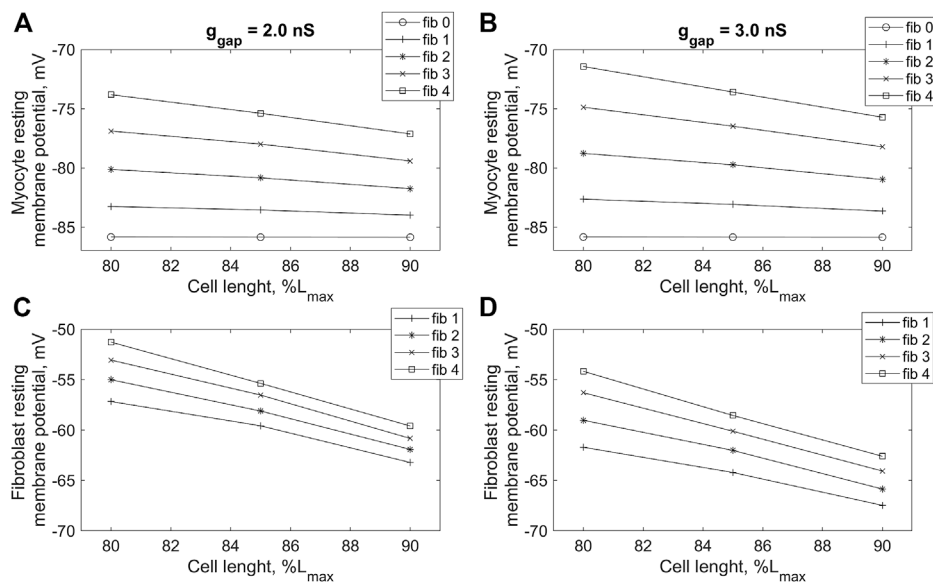 A
g_gap = 2.0 nS
fib 0
fib 1
fib 2
fib 3
fib 4
Myocyte resting
membrane potential, mV
-70
-75
-80
-85
80 82 84 86 88 90
Cell lenght, %L_max
B
g_gap = 3.0 nS
fib 0
fib 1
fib 2
fib 3
fib 4
Myocyte resting
membrane potential, mV
-70
-75
-80
-85
80 82 84 86 88 90
Cell lenght, %L_max
C
fib 1
fib 2
fib 3
fib 4
Fibroblast resting
membrane potential, mV
-50
-55
-60
-65
-70
80 82 84 86 88 90
Cell lenght, %L_max
D
fib 1
fib 2
fib 3
fib 4
Fibroblast resting
membrane potential, mV
-50
-55
-60
-65
-70
80 82 84 86 88 90
Cell lenght, %L_max